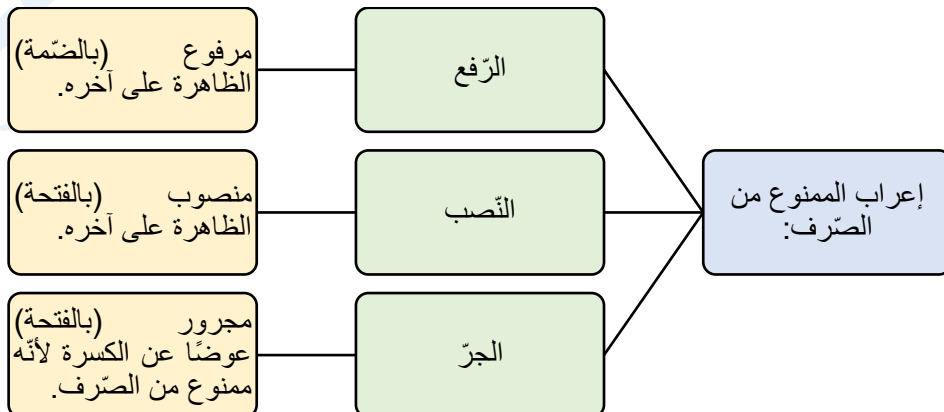 إعراب الممنوع من
الصّرف:
الرّفع
مرفوع (بالضّمة)
الظاهرة على آخره.
النّصب
منصوب (بالفتحة)
الظاهرة على آخره.
الجرّ
مجرور (بالفتحة)
عوضًا عن الكسرة لأنّه
ممنوع من الصّرف.